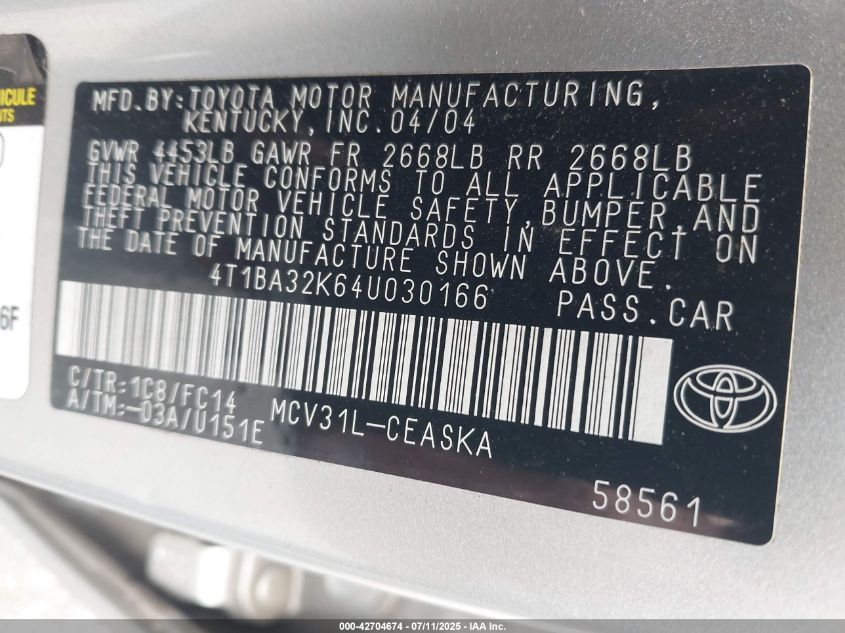 HICULE
NTS
6F
MFD.BY:TOYOTA MOTOR MANUFACTURING,
KENTUCKY,INC.04/04
GVWR 4453LB GAWR FR 2668LB RR 2668LB
THIS VEHICLE CONFORMS TO ALL APPLICABLE
FEDERAL MOTOR VEHICLE SAFETY,BUMPER,AND
THEFT PREVENTION STANDARDS IN EFFECT ON
THE DATE OF MANUFACTURE SHOWN ABOVE.
4T1BA32K64U030166 PASS.CAR
C/TR:1C8/FC14
A/TM:-03A/U151E
MCV31L-CEASKA
58561
000-42704674 - 07/11/2025 - IAA Inc.